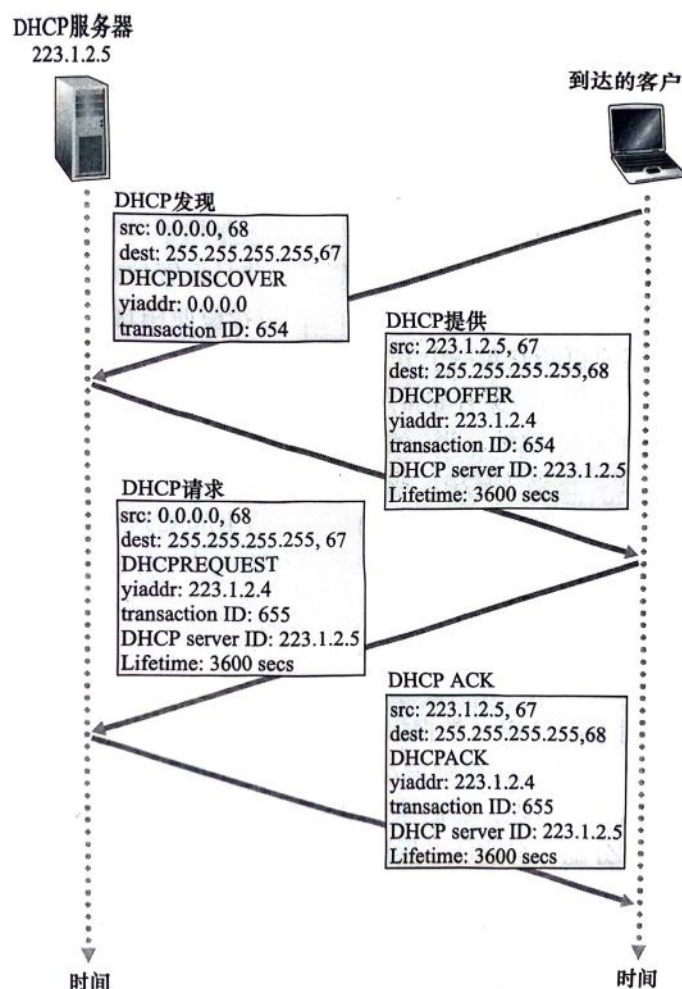 DHCP服务器
223.1.2.5
到达的客户
DHCP发现
src: 0.0.0.0, 68
dest: 255.255.255.255,67
DHCPDISCOVER
yiaddr: 0.0.0.0
transaction ID: 654
DHCP提供
src: 223.1.2.5, 67
dest: 255.255.255.255,68
DHCPOFFER
yiaddr: 223.1.2.4
transaction ID: 654
DHCP server ID: 223.1.2.5
Lifetime: 3600 secs
DHCP请求
src: 0.0.0.0, 68
dest: 255.255.255.255, 67
DHCPREQUEST
yiaddr: 223.1.2.4
transaction ID: 655
DHCP server ID: 223.1.2.5
Lifetime: 3600 secs
DHCP ACK
src: 223.1.2.5, 67
dest: 255.255.255.255,68
DHCPACK
yiaddr: 223.1.2.4
transaction ID: 655
DHCP server ID: 223.1.2.5
Lifetime: 3600 secs
时间
时间